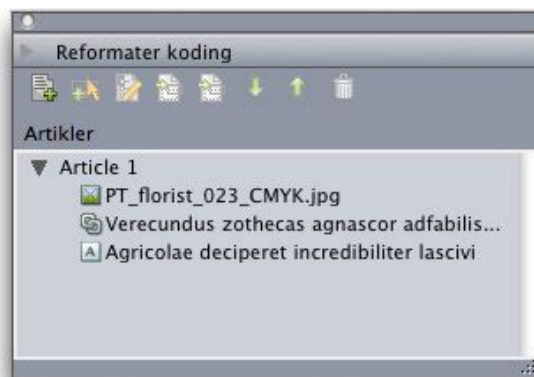 Reformater koding
Artikler
Article 1
PT_florist_023_CMYK.jpg
Verecundus zothecas agnascor adfabilis...
A Agricolae deciperet incredibiliter lascivi